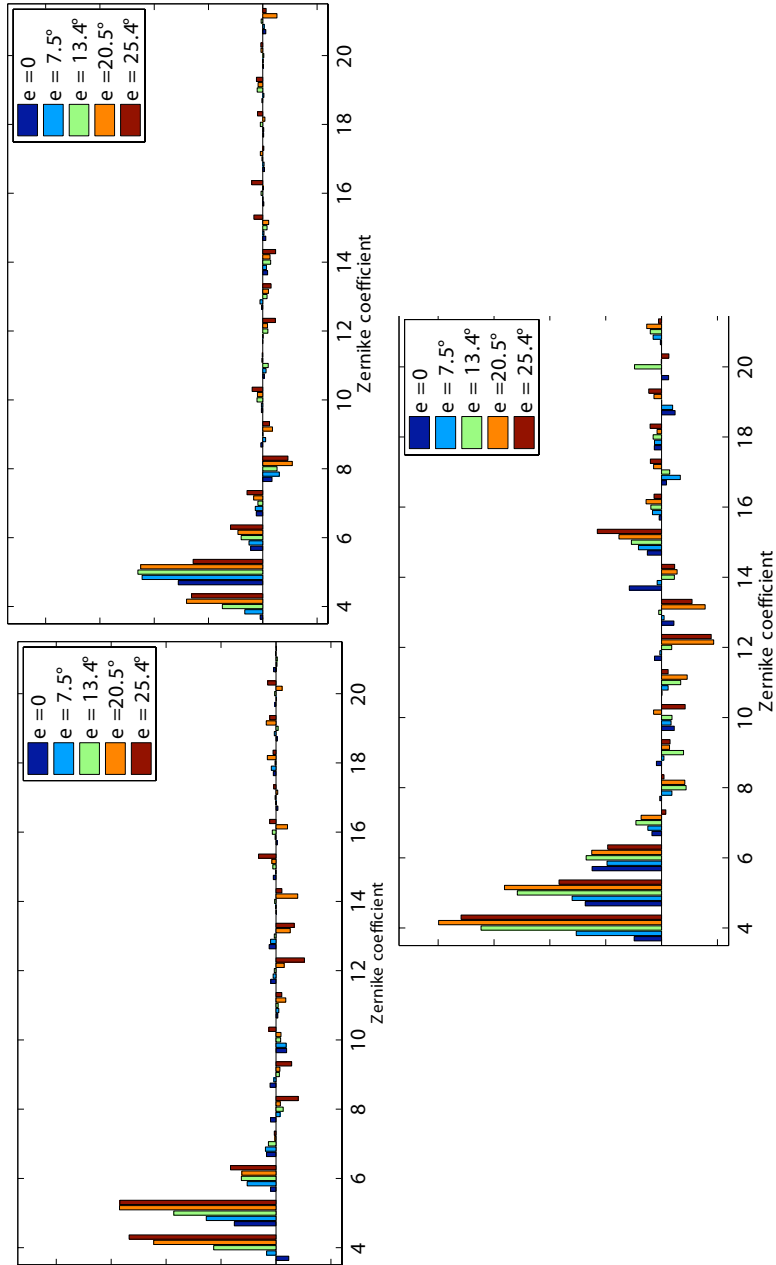 e = 0
e = 7.5°
e = 13.4°
e =20.5°
e = 25.4°
4 6 8 10 12 14 16 18 20
Zernike coefficient
e = 0
e = 7.5°
e = 13.4°
e =20.5°
e = 25.4°
4 6 8 10 12 14 16 18 20
Zernike coefficient
e = 0
e = 7.5°
e = 13.4°
e =20.5°
e = 25.4°
4 6 8 10 12 14 16 18 20
Zernike coefficient